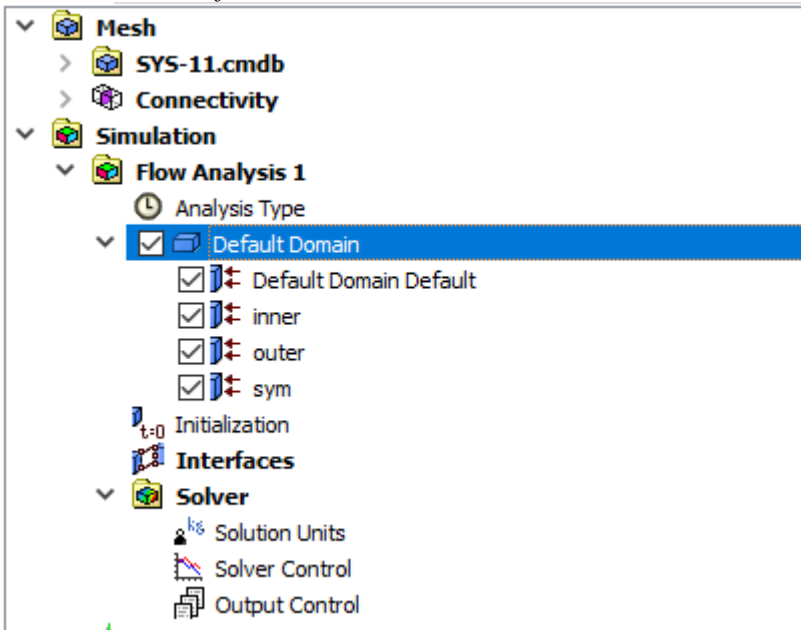 Mesh
SYS-11.cmdb
Connectivity
Simulation
Flow Analysis 1
Analysis Type
Default Domain
Default Domain Default
inner
outer
sym
t=0 Initialization
Interfaces
Solver
kg Solution Units
Solver Control
Output Control